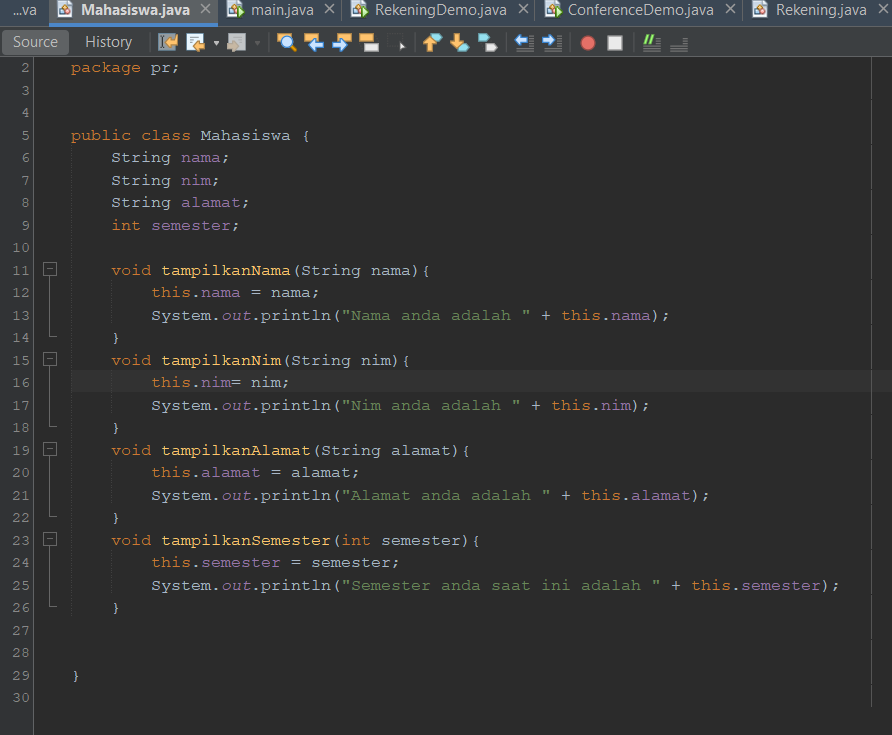 ...va Mahasiswa.java main.java RekeningDemo.java ConferenceDemo.java Rekening.java
Source History
2 package pr;
3
4
5 public class Mahasiswa {
6 String nama;
7 String nim;
8 String alamat;
9 int semester;
10
11 void tampilkanNama(String nama){
12 this.nama = nama;
13 System.out.println("Nama anda adalah " + this.nama);
14 }
15 void tampilkanNim(String nim){
16 this.nim= nim;
17 System.out.println("Nim anda adalah " + this.nim);
18 }
19 void tampilkanAlamat(String alamat){
20 this.alamat = alamat;
21 System.out.println("Alamat anda adalah " + this.alamat);
22 }
23 void tampilkanSemester(int semester){
24 this.semester = semester;
25 System.out.println("Semester anda saat ini adalah " + this.semester);
26 }
27
28
29 }
30